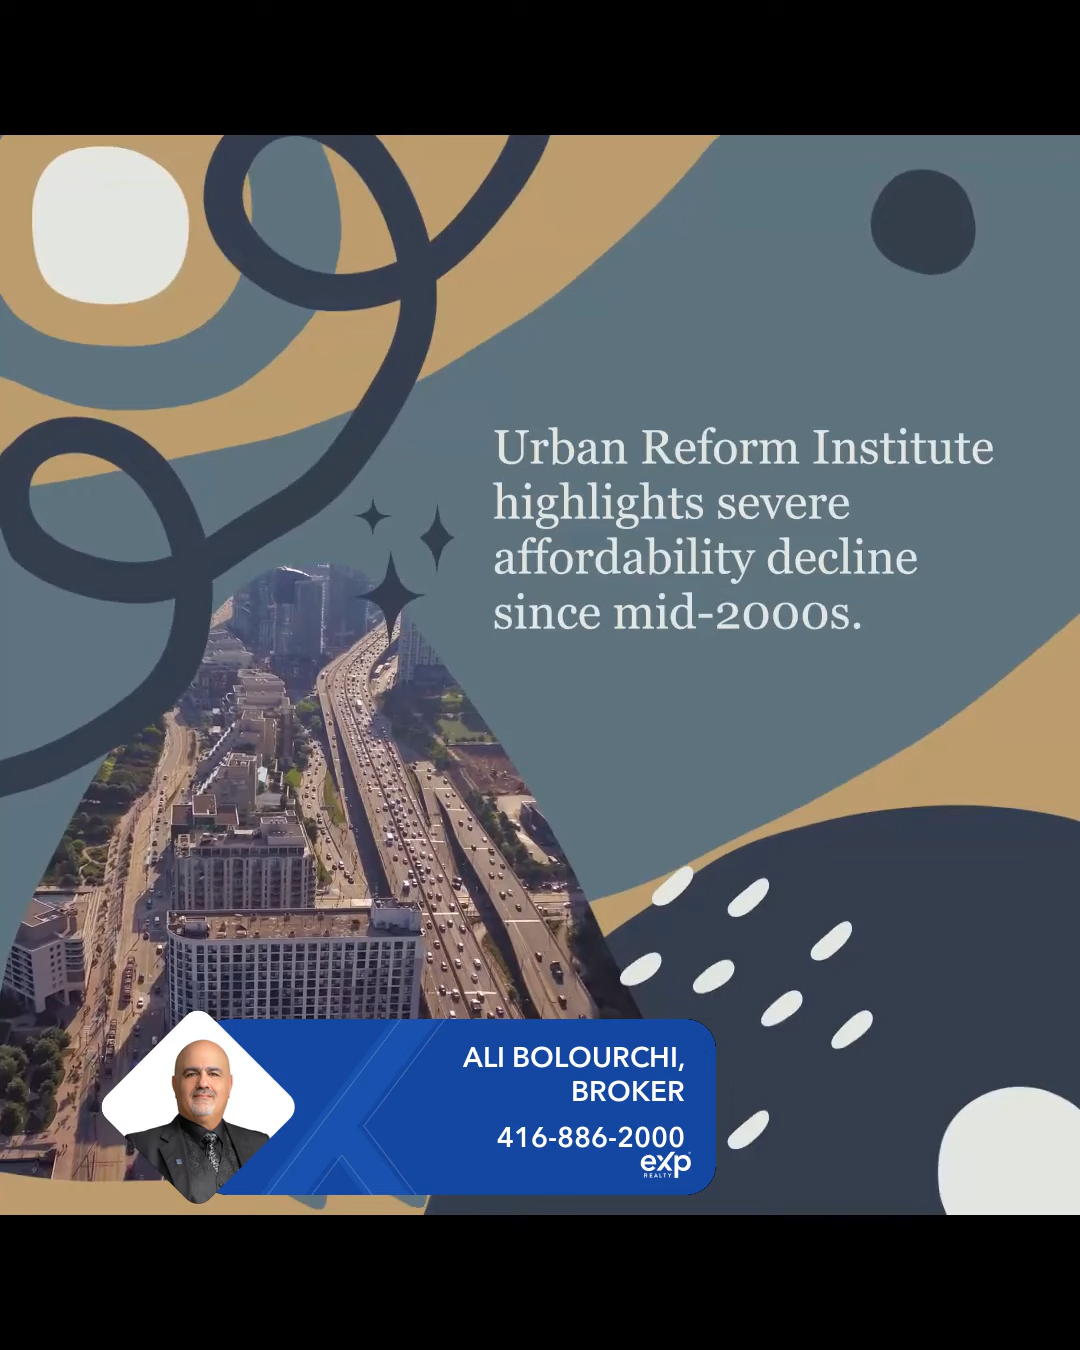 Urban Reform Institute
highlights severe
affordability decline
since mid-2000s.
ALI BOLOURCHI,
BROKER
416-886-2000
exp
REALTY